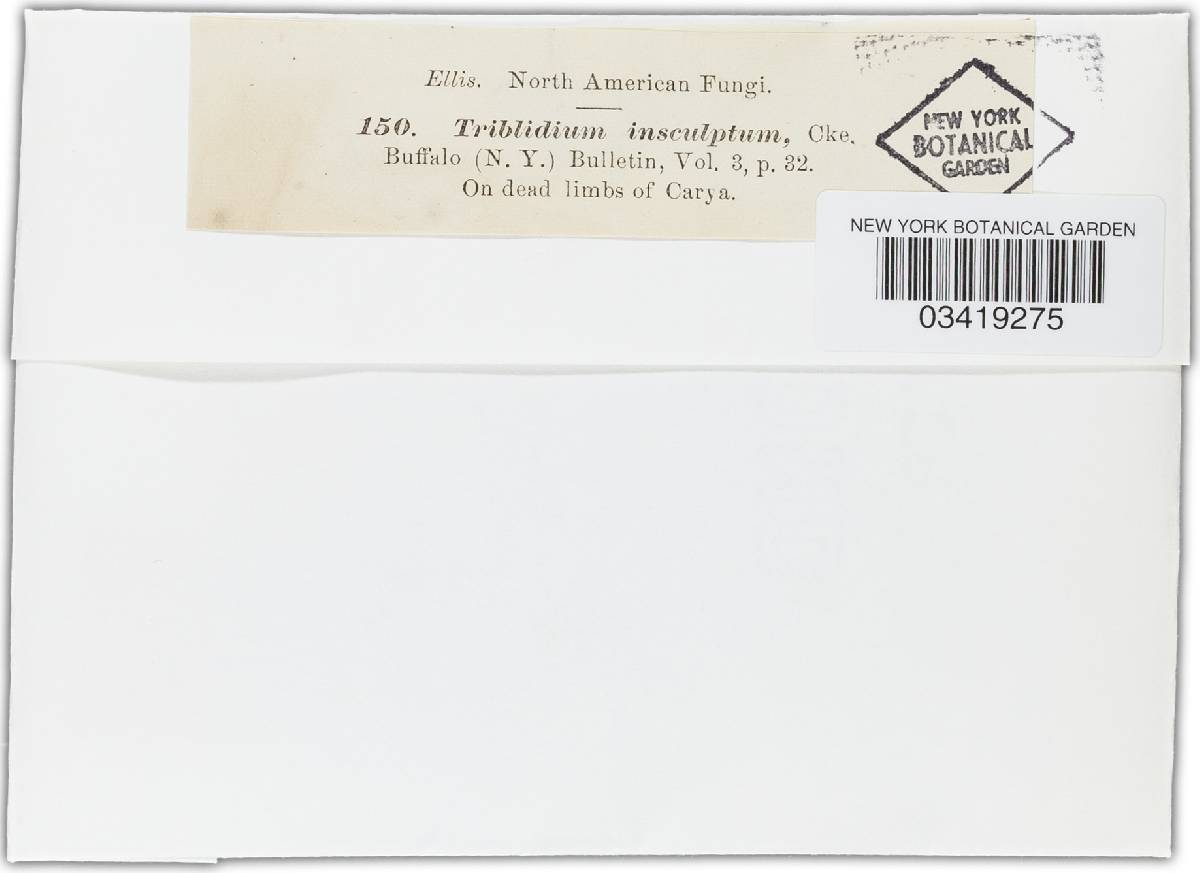 Ellis. North American Fungi.
150. Triblidium insculptum, Cke.
Buffalo (N. Y.) Bulletin, Vol. 3, p. 32.
On dead limbs of Carya.
NEW YORK
BOTANICAL
GARDEN
NEW YORK BOTANICAL GARDEN
03419275